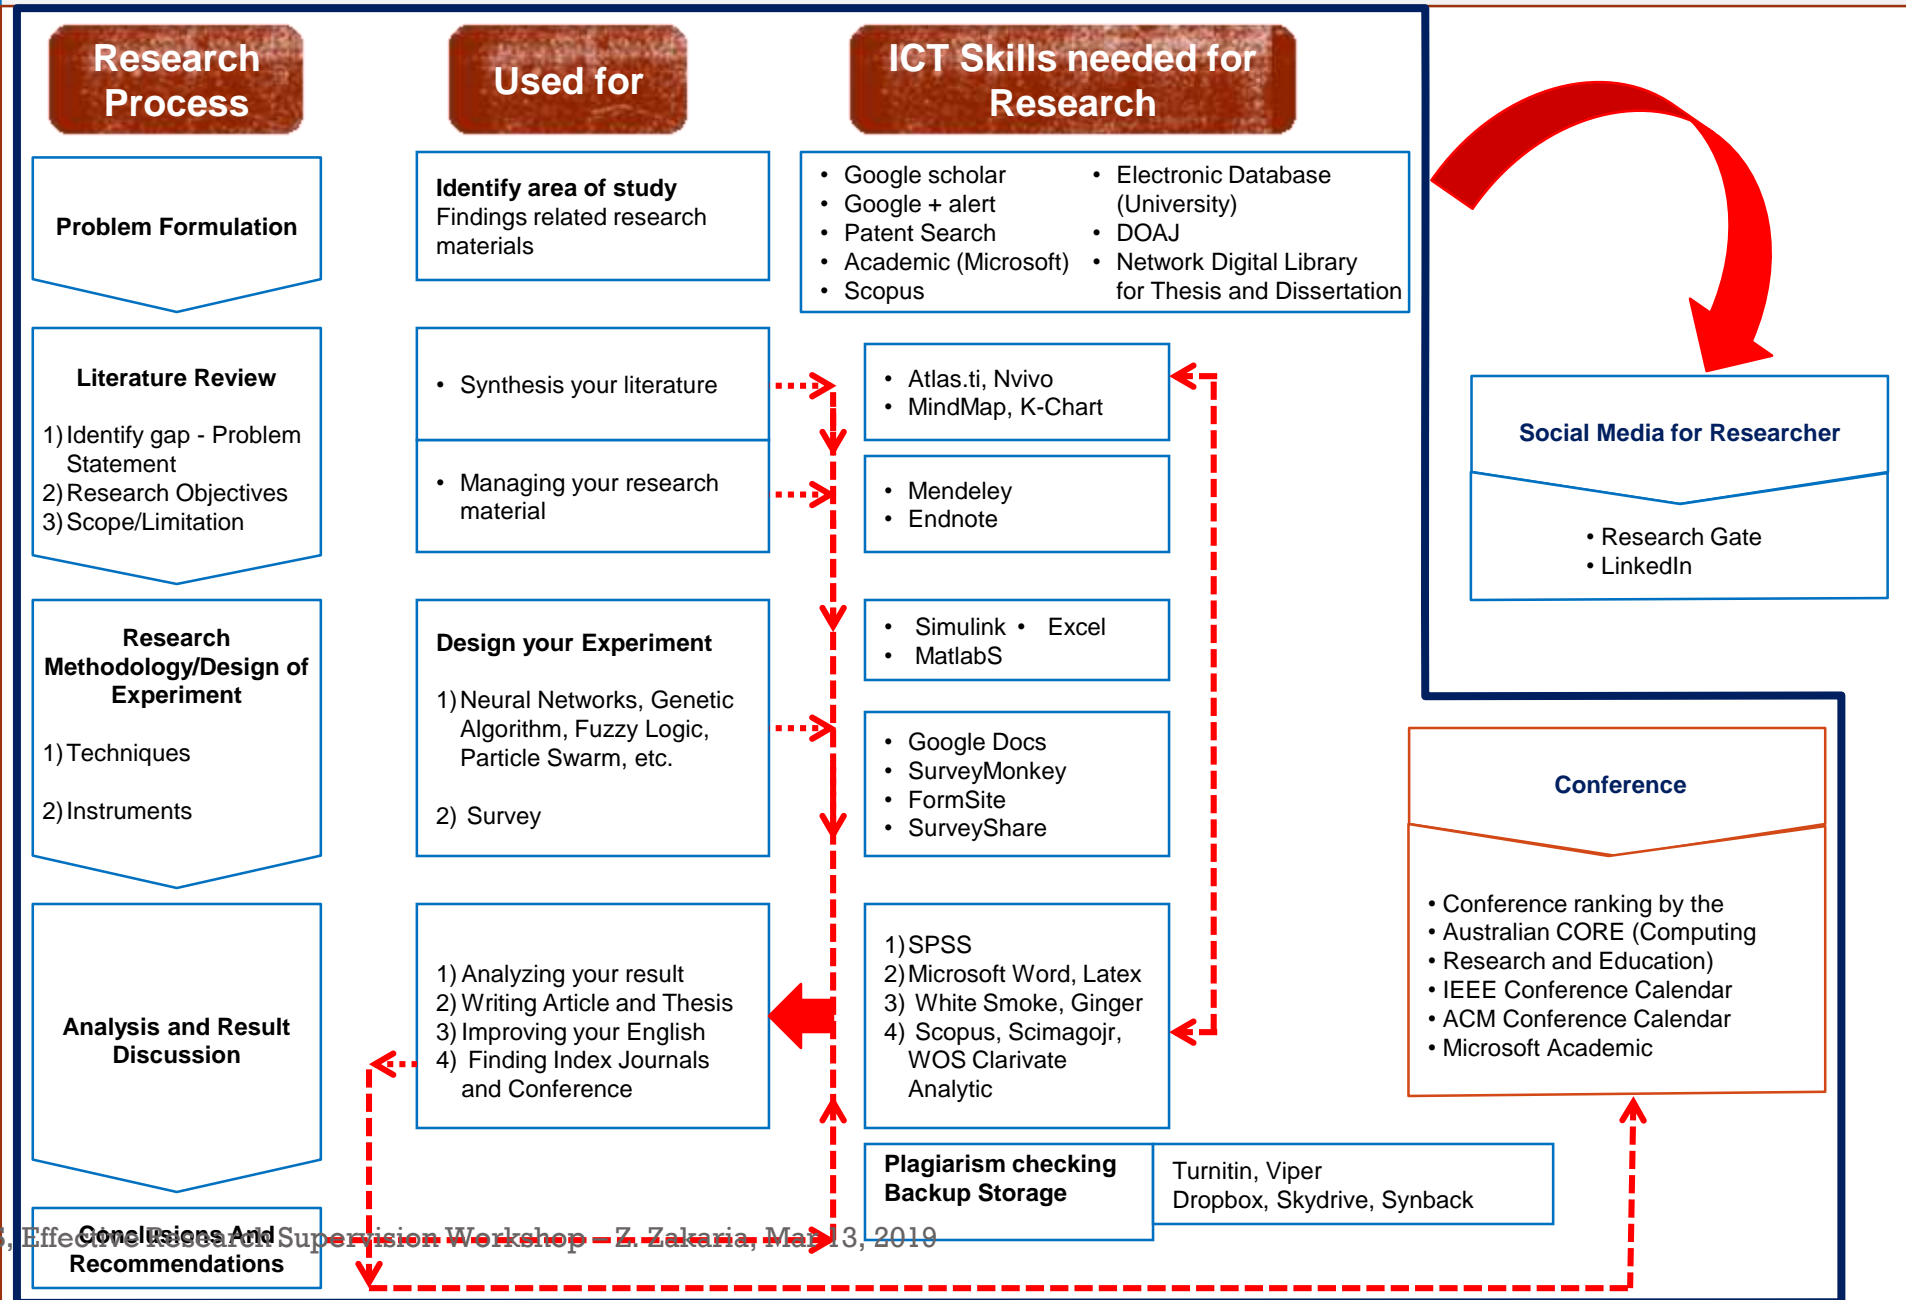 Research
Process
Used for
ICT Skills needed for
Research
Problem Formulation
Identify area of study
Findings related research
materials
• Google scholar
• Google + alert
• Patent Search
• Academic (Microsoft)
• Scopus
• Electronic Database
(University)
• DOAJ
• Network Digital Library
for Thesis and Dissertation
Literature Review
1) Identify gap - Problem
Statement
2) Research Objectives
3) Scope/Limitation
• Synthesis your literature
• Managing your research
material
• Atlas.ti, Nvivo
• MindMap, K-Chart
• Mendeley
• Endnote
Social Media for Researcher
• Research Gate
• LinkedIn
Research
Methodology/Design of
Experiment
1) Techniques
2) Instruments
Design your Experiment
1) Neural Networks, Genetic
Algorithm, Fuzzy Logic,
Particle Swarm, etc.
2) Survey
• Simulink • Excel
• MatlabS
• Google Docs
• SurveyMonkey
• FormSite
• SurveyShare
Conference
• Conference ranking by the
• Australian CORE (Computing
• Research and Education)
• IEEE Conference Calendar
• ACM Conference Calendar
• Microsoft Academic
Analysis and Result
Discussion
1) Analyzing your result
2) Writing Article and Thesis
3) Improving your English
4) Finding Index Journals
and Conference
1) SPSS
2) Microsoft Word, Latex
3) White Smoke, Ginger
4) Scopus, Scimagojr,
WOS Clarivate
Analytic
Plagiarism checking
Backup Storage
Turnitin, Viper
Dropbox, Skydrive, Synback
Conclusions And
Recommendations
, Effective Research Supervision Workshop – Z. Zakaria, Mar 13, 2019